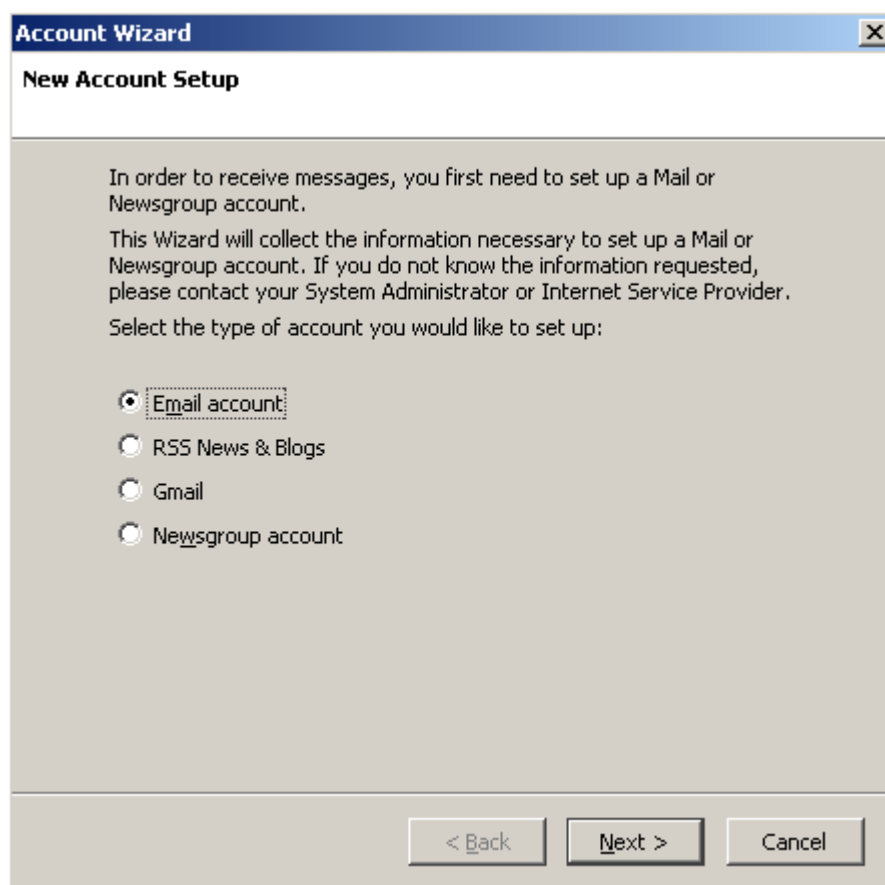 Account Wizard
New Account Setup
In order to receive messages, you first need to set up a Mail or
Newsgroup account.
This Wizard will collect the information necessary to set up a Mail or
Newsgroup account. If you do not know the information requested,
please contact your System Administrator or Internet Service Provider.
Select the type of account you would like to set up:
Email account
RSS News & Blogs
Gmail
Newsgroup account
< Back
Next >
Cancel